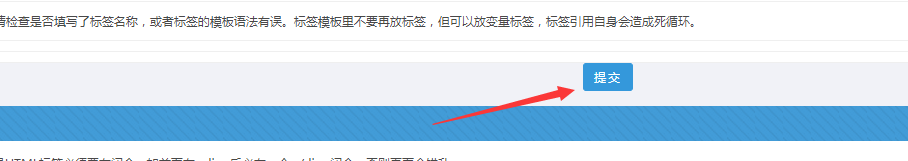 请检查是否填写了标签名称，或者标签的模板语法有误。标签模板里不要再放标签，但可以放变量标签，标签引用自身会造成死循环。
提交